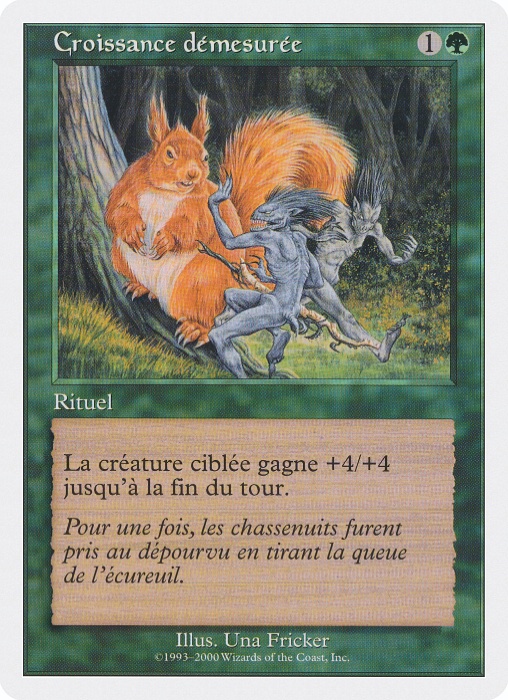 Croissance démesurée 1
Rituel
La créature ciblée gagne +4/+4
jusqu'à la fin du tour.
Pour une fois, les chassenuits furent
pris au dépourvu en tirant la queue
de l'écureuil.
Illus. Una Fricker
©1993–2000 Wizards of the Coast, Inc.